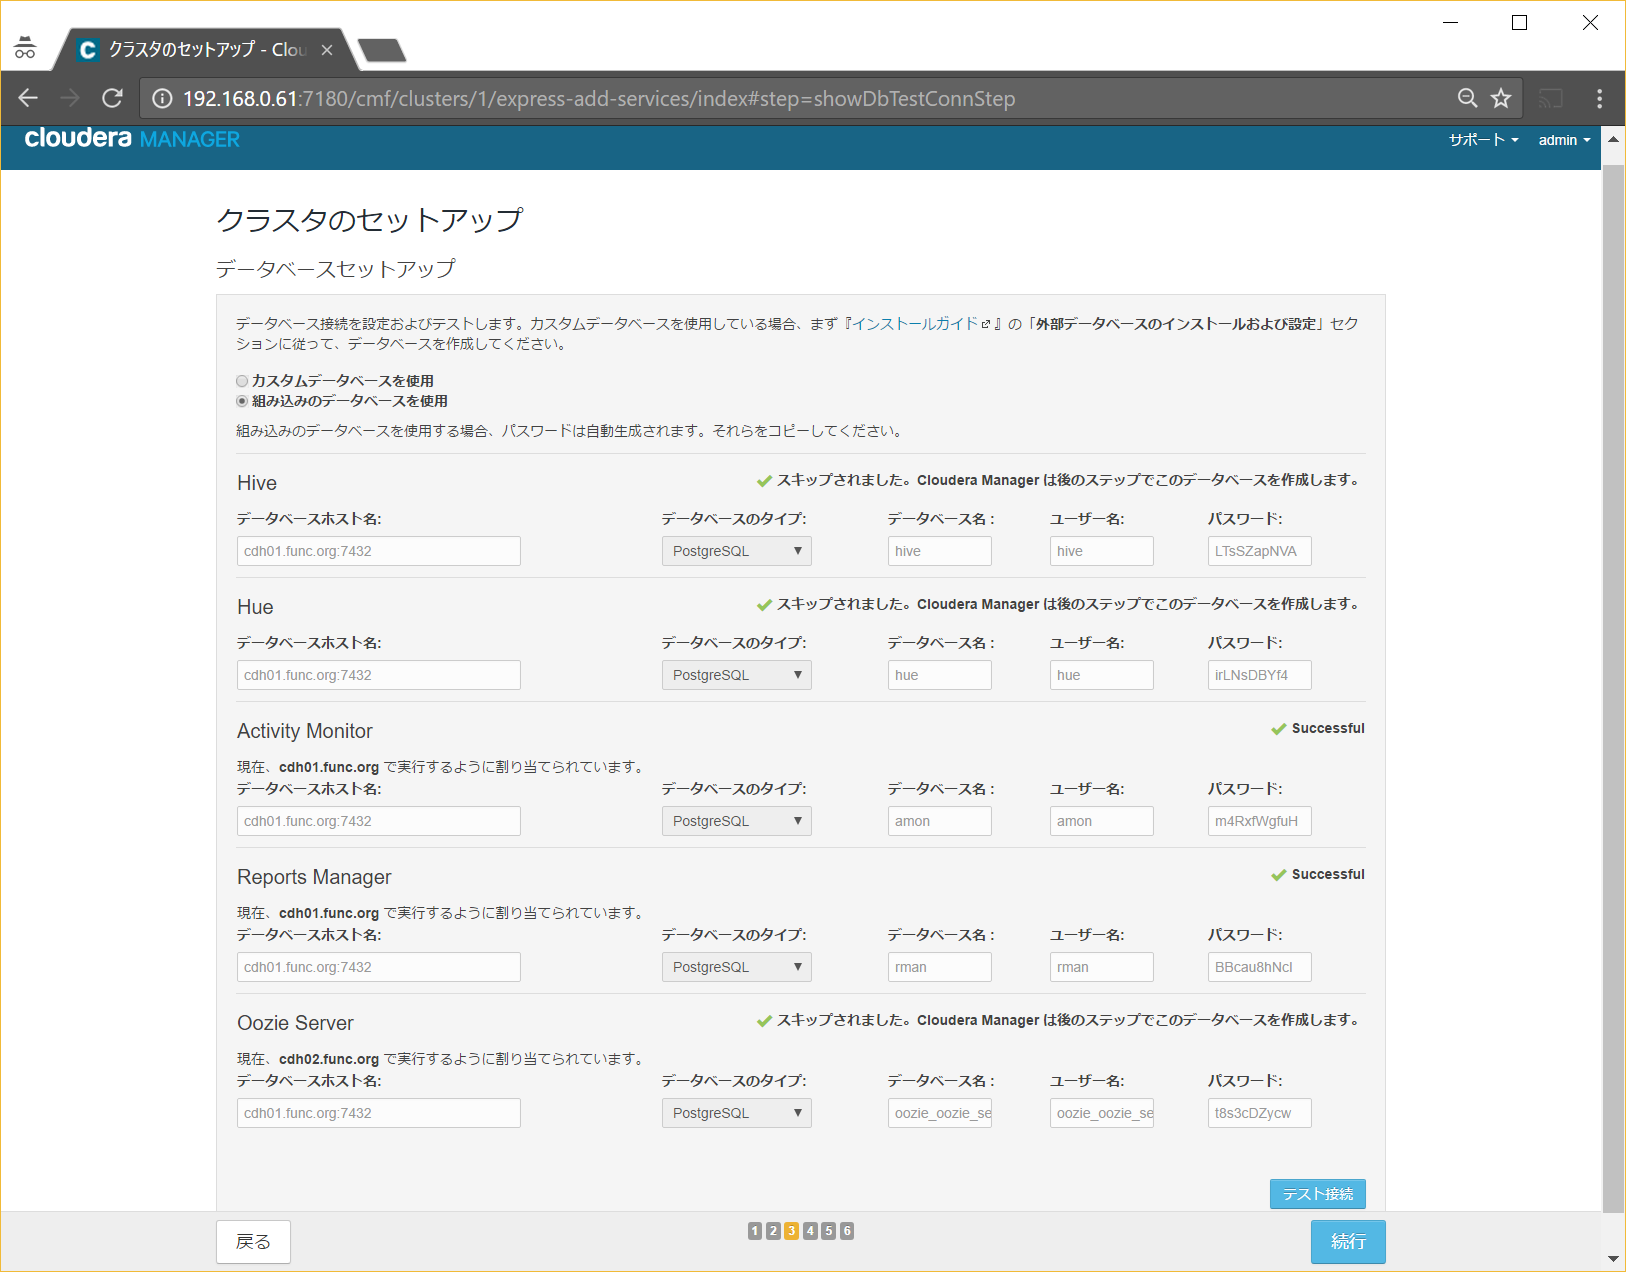 クラスタのセットアップ - Clou
192.168.0.61:7180/cmf/clusters/1/express-add-services/index#step=showDbTestConnStep
cloudera MANAGER
サポート
admin
クラスタのセットアップ
データベースセットアップ
データベース接続を設定およびテストします。カスタムデータベースを使用している場合、まず『インストールガイド』の「外部データベースのインストールおよび設定」セク
ションに従って、データベースを作成してください。
カスタムデータベースを使用
組み込みのデータベースを使用
組み込みのデータベースを使用する場合、パスワードは自動生成されます。それらをコピーしてください。
Hive
スキップされました。Cloudera Manager は後のステップでこのデータベースを作成します。
データベースホスト名: データベースのタイプ: データベース名 : ユーザー名: パスワード:
cdh01.func.org:7432 PostgreSQL hive hive LTsSZapNVA
Hue
スキップされました。Cloudera Manager は後のステップでこのデータベースを作成します。
データベースホスト名: データベースのタイプ: データベース名 : ユーザー名: パスワード:
cdh01.func.org:7432 PostgreSQL hue hue irLNsDBYf4
Activity Monitor
Successful
現在、cdh01.func.org で実行するように割り当てられています。
データベースホスト名: データベースのタイプ: データベース名 : ユーザー名: パスワード:
cdh01.func.org:7432 PostgreSQL amon amon m4RxfWgfuH
Reports Manager
Successful
現在、cdh01.func.org で実行するように割り当てられています。
データベースホスト名: データベースのタイプ: データベース名 : ユーザー名: パスワード:
cdh01.func.org:7432 PostgreSQL rman rman BBcau8hNcI
Oozie Server
スキップされました。Cloudera Manager は後のステップでこのデータベースを作成します。
現在、cdh02.func.org で実行するように割り当てられています。
データベースホスト名: データベースのタイプ: データベース名 : ユーザー名: パスワード:
cdh01.func.org:7432 PostgreSQL oozie_oozie_se oozie_oozie_se t8s3cDZycw
テスト接続
戻る
1 2 3 4 5 6
続行